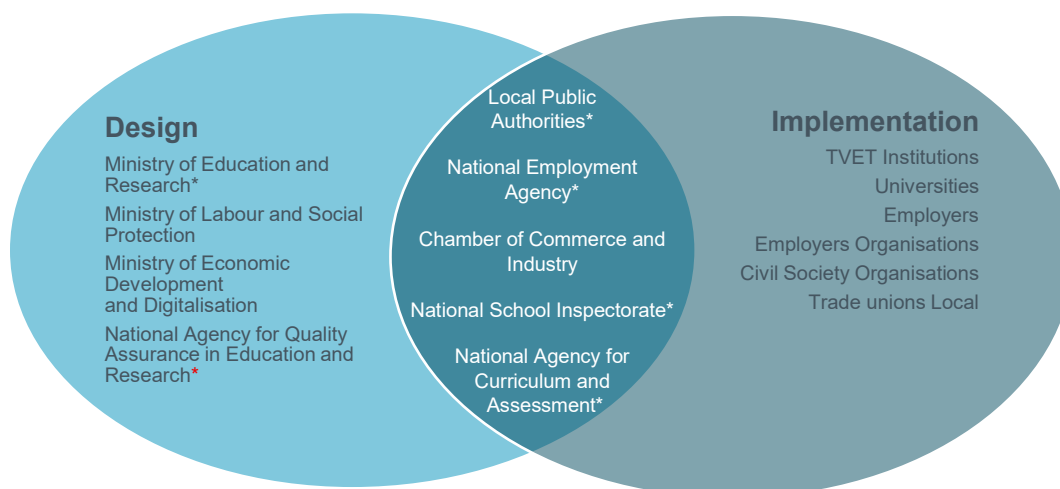 Design
Ministry of Education and
Research*
Ministry of Labour and Social
Protection
Ministry of Economic
Development
and Digitalisation
National Agency for Quality
Assurance in Education and
Research*
Local Public
Authorities*
National Employment
Agency*
Chamber of Commerce and
Industry
National School Inspectorate*
National Agency for
Curriculum and
Assessment*
Implementation
TVET Institutions
Universities
Employers
Employers Organisations
Civil Society Organisations
Trade unions Local